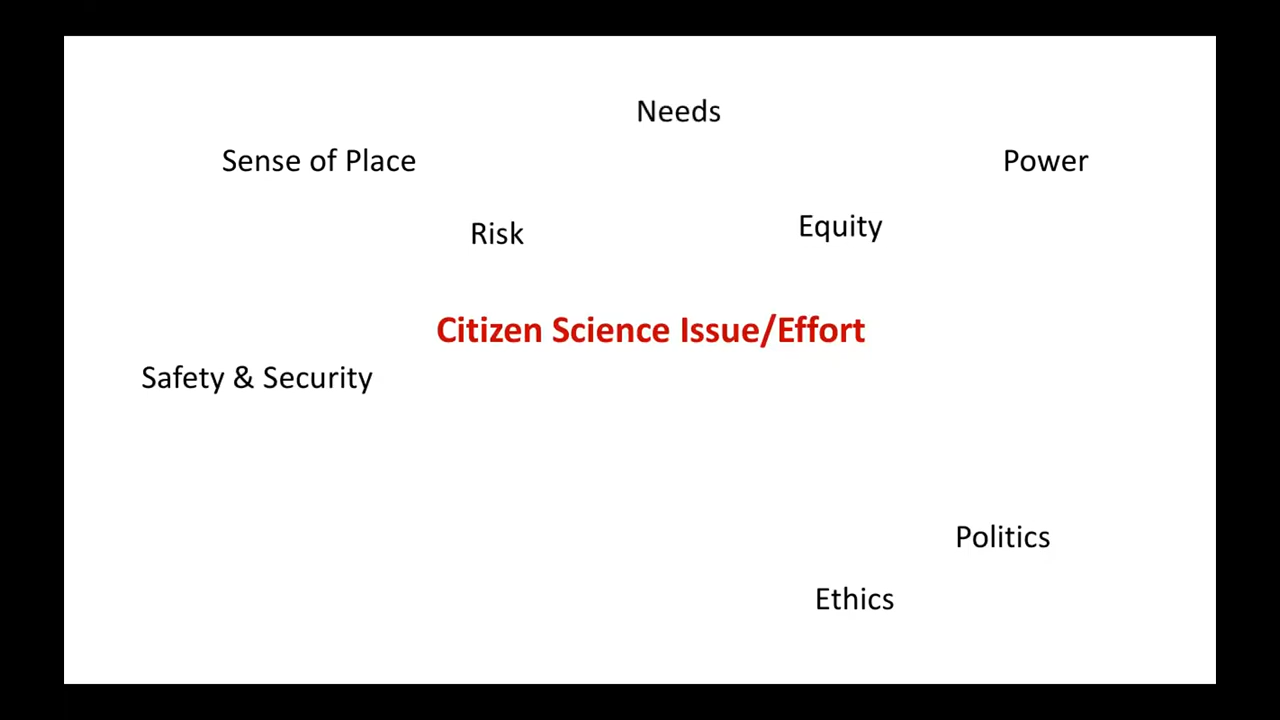 Needs
Sense of Place
Power
Equity
Risk
Citizen Science Issue/Effort
Safety & Security
Politics
Ethics